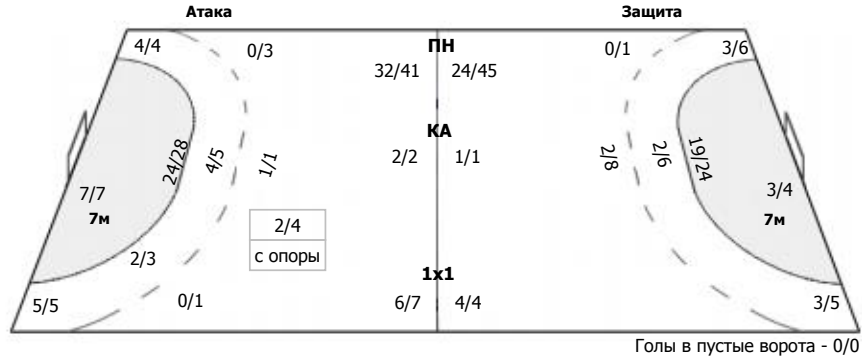 Атака Защита
4/4 0/3 ПН 0/1 3/6
32/41 24/45
КА
24/28 4/5 1/1 2/2 1/1 2/8 2/6 19/24
7/7 3/4
7м 7м
2/4
с опоры
2/3
1x1
5/5 0/1 6/7 4/4 3/5
Голы в пустые ворота - 0/0